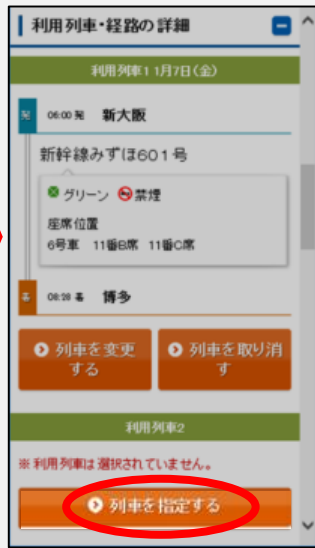 利用列車・経路の詳細
利用列車1 1月7日(金)
発 06:00 発 新大阪
新幹線みずほ601号
グリーン 禁煙
座席位置
6号車 11番B席 11番C席
着 08:28 着 博多
列車を変更
する
列車を取り消
す
利用列車2
※ 利用列車は選択されていません。
列車を指定する